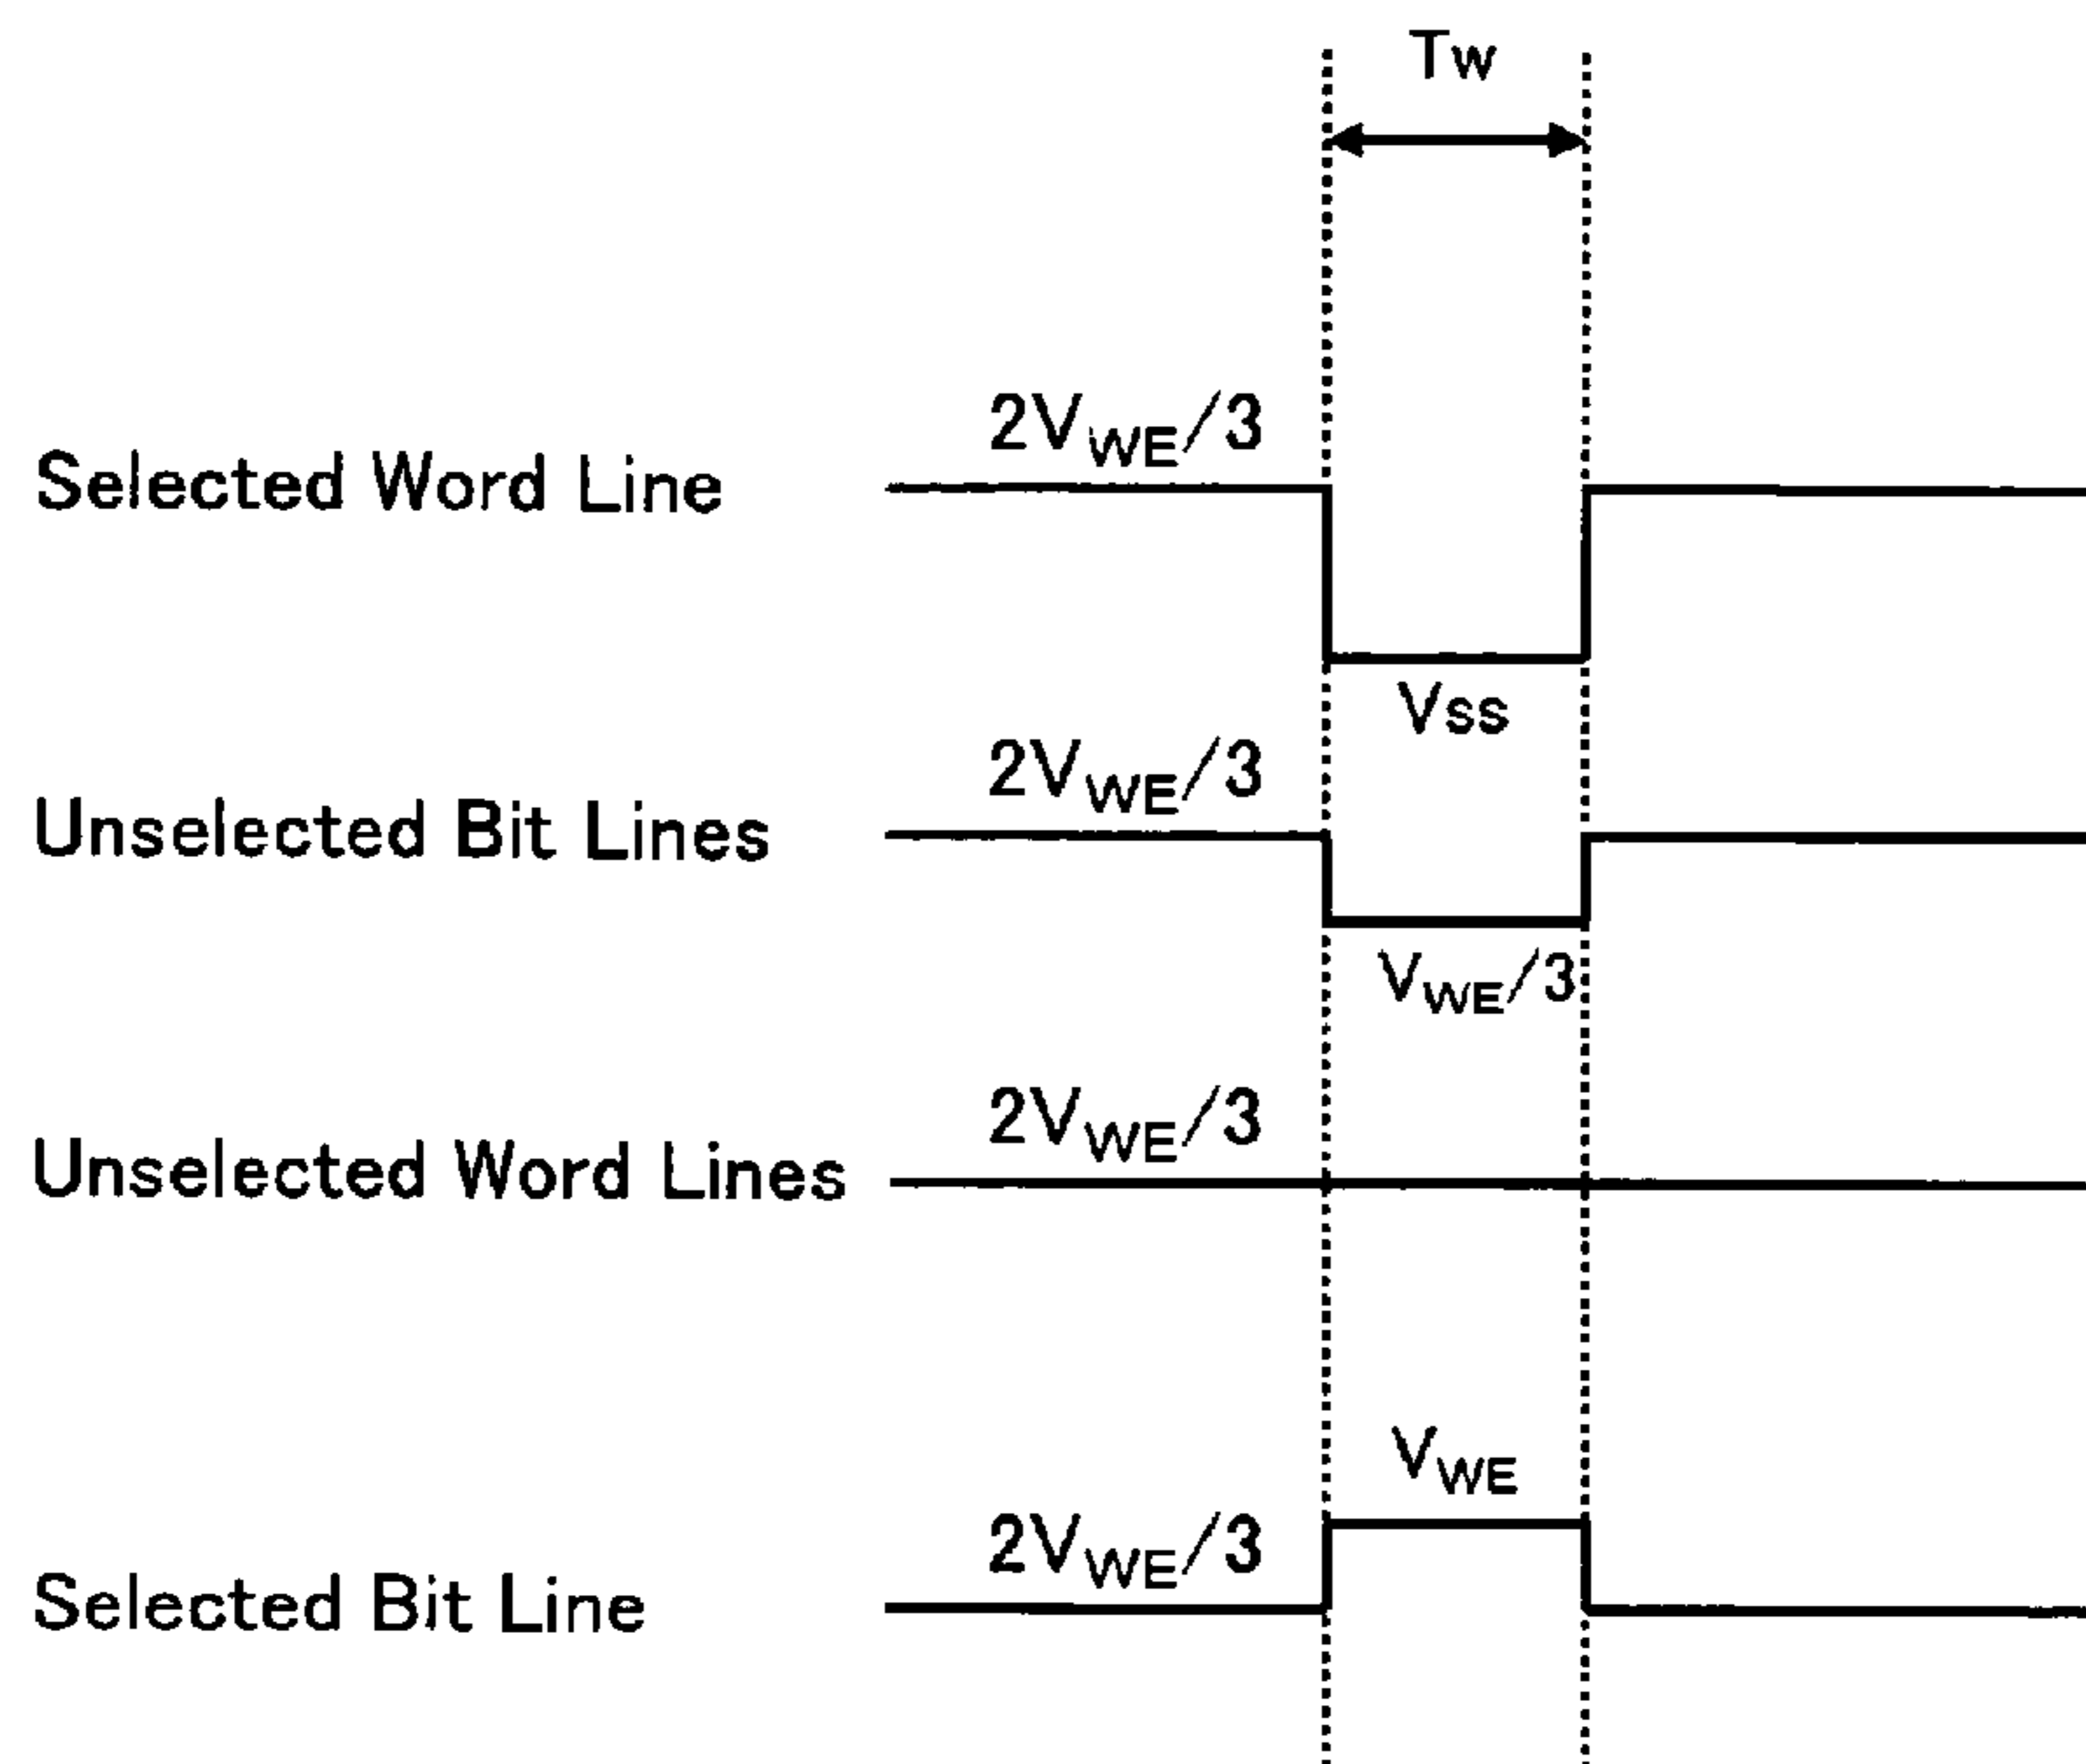 Tw
2VWE/3
Selected Word Line
Vss
2VWE/3
Unselected Bit Lines
VWE/3
2VWE/3
Unselected Word Lines
VWE
2VWE/3
Selected Bit Line